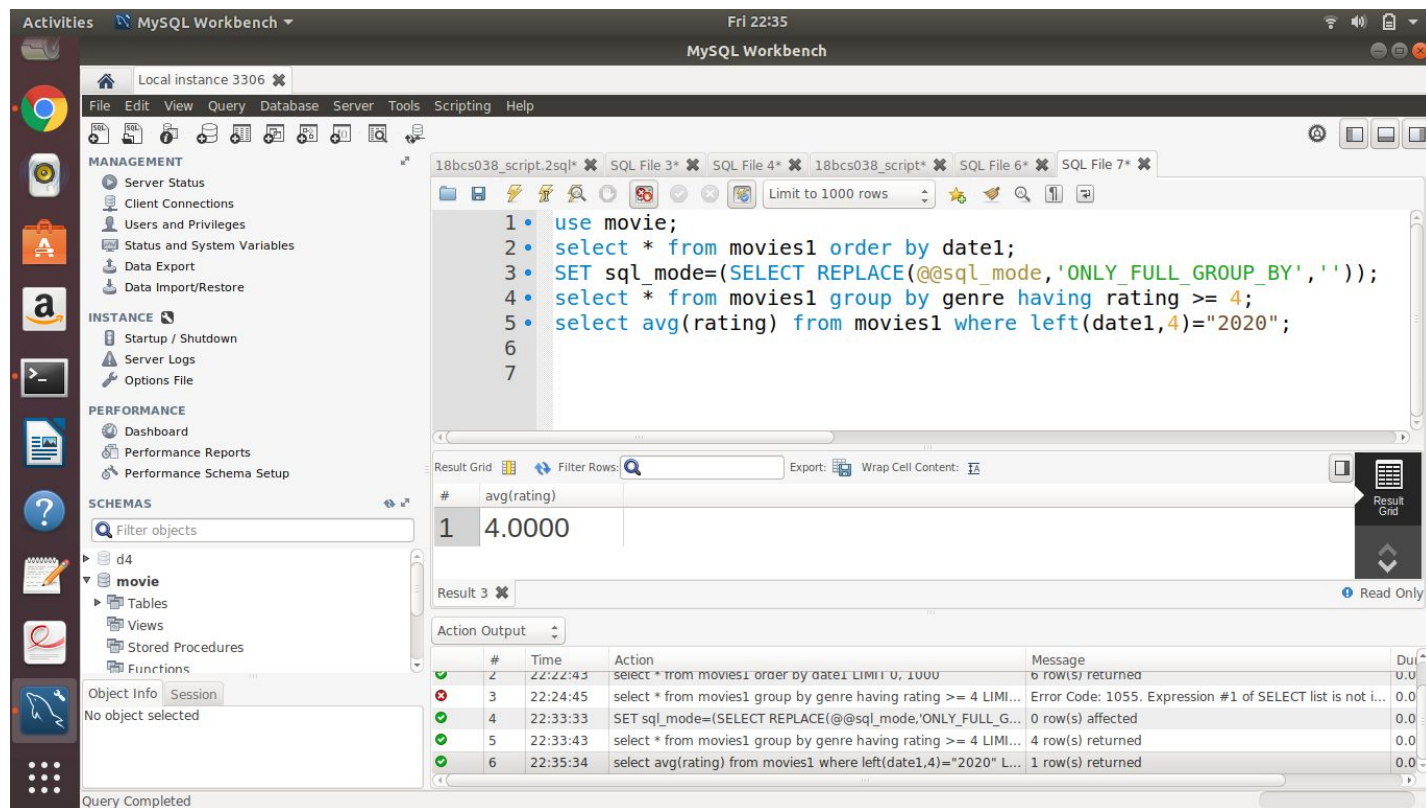 Activities MySQL Workbench Fri 22:35
MySQL Workbench
Local instance 3306
File Edit View Query Database Server Tools Scripting Help
MANAGEMENT
Server Status
Client Connections
Users and Privileges
Status and System Variables
Data Export
Data Import/Restore
INSTANCE
Startup / Shutdown
Server Logs
Options File
PERFORMANCE
Dashboard
Performance Reports
Performance Schema Setup
SCHEMAS
Filter objects
d4
movie
Tables
Views
Stored Procedures
Functions
Object Info Session
No object selected
18bcs038_script.2sql* SQL File 3* SQL File 4* 18bcs038_script* SQL File 6* SQL File 7*
Limit to 1000 rows
1 use movie;
2 select * from movies1 order by date1;
3 SET sql_mode=(SELECT REPLACE(@@sql_mode,'ONLY_FULL_GROUP_BY',''));
4 select * from movies1 group by genre having rating >= 4;
5 select avg(rating) from movies1 where left(date1,4)="2020";
6
7
Result Grid Filter Rows: Export: Wrap Cell Content:
# avg(rating)
1 4.0000
Result Grid
Result 3 Read Only
Action Output
# Time Action Message Dur
2 22:22:43 select * from movies1 order by date1 LIMIT 0, 1000 6 row(s) returned 0.0
3 22:24:45 select * from movies1 group by genre having rating >= 4 LIMI... Error Code: 1055. Expression #1 of SELECT list is not i... 0.0
4 22:33:33 SET sql_mode=(SELECT REPLACE(@@sql_mode,'ONLY_FULL_G... 0 row(s) affected 0.0
5 22:33:43 select * from movies1 group by genre having rating >= 4 LIMI... 4 row(s) returned 0.0
6 22:35:34 select avg(rating) from movies1 where left(date1,4)="2020" L... 1 row(s) returned 0.0
Query Completed